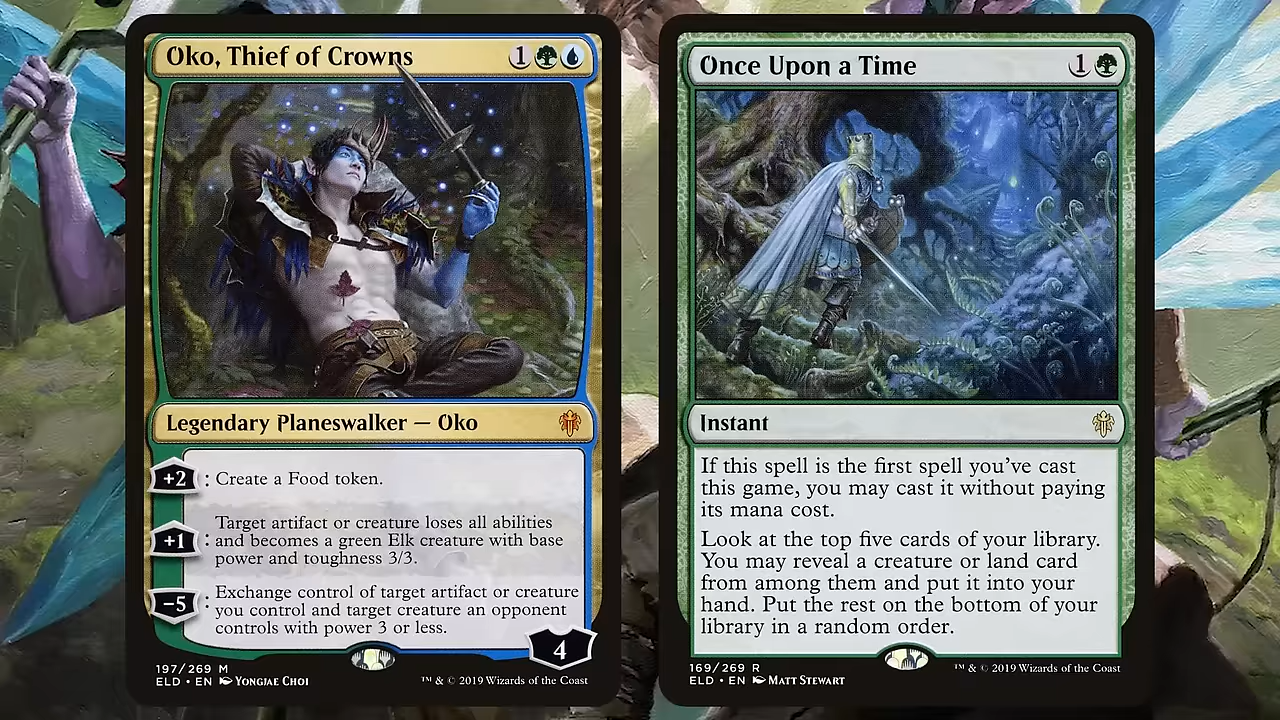 Oko, Thief of Crowns
1
Legendary Planeswalker — Oko
+2 : Create a Food token.
Target artifact or creature loses all abilities
+1 : and becomes a green Elk creature with base
power and toughness 3/3.
Exchange control of target artifact or creature
−5 : you control and target creature an opponent
controls with power 3 or less.
4
197/269 M
ELD • EN Yongjae Choi
™ & © 2019 Wizards of the Coast
Once Upon a Time
1
Instant
If this spell is the first spell you've cast
this game, you may cast it without paying
its mana cost.
Look at the top five cards of your library.
You may reveal a creature or land card
from among them and put it into your
hand. Put the rest on the bottom of your
library in a random order.
169/269 R
ELD • EN Matt Stewart
™ & © 2019 Wizards of the Coast